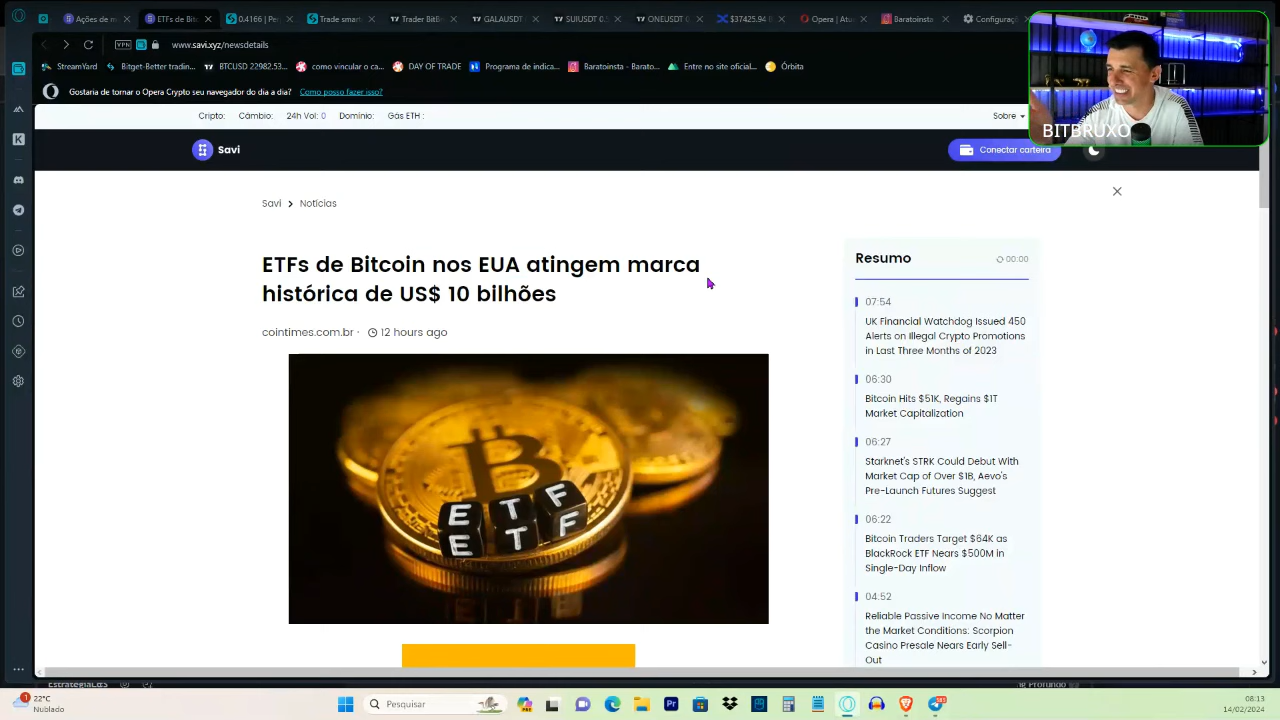 Ações de m
ETFs de Bit
0.4166 | Pe
Trade smart
Trader BitB
GALAUSDT
SUIUSDT 0.5
ONEUSDT 0
$37425.94 B
Opera | Atu
Baratoinsta
Configuraçõ
VPN
www.savi.xyz/newsdetails
StreamYard
Bitget-Better tradin...
BTCUSD 22982.53...
como vincular o ca...
DAY OF TRADE
Programa de indica...
Baratoinsta - Barato...
Entre no site oficial...
Órbita
Gostaria de tornar o Opera Crypto seu navegador do dia a dia? Como posso fazer isso?
BITBRUXO
Cripto: Câmbio: 24h Vol: 0 Domínio: Gás ETH :
Sobre
Savi
Conectar carteira
Savi > Notícias
ETFs de Bitcoin nos EUA atingem marca
histórica de US$ 10 bilhões
cointimes.com.br · 12 hours ago
ETF
ETF
Resumo
00:00
07:54
UK Financial Watchdog Issued 450
Alerts on Illegal Crypto Promotions
in Last Three Months of 2023
06:30
Bitcoin Hits $51K, Regains $1T
Market Capitalization
06:27
Starknet's STRK Could Debut With
Market Cap of Over $1B, Aevo's
Pre-Launch Futures Suggest
06:22
Bitcoin Traders Target $64K as
BlackRock ETF Nears $500M in
Single-Day Inflow
04:52
Reliable Passive Income No Matter
the Market Conditions: Scorpion
Casino Presale Nears Early Sell-
Out
22°C
Nublado
Pesquisar
08:13
14/02/2024